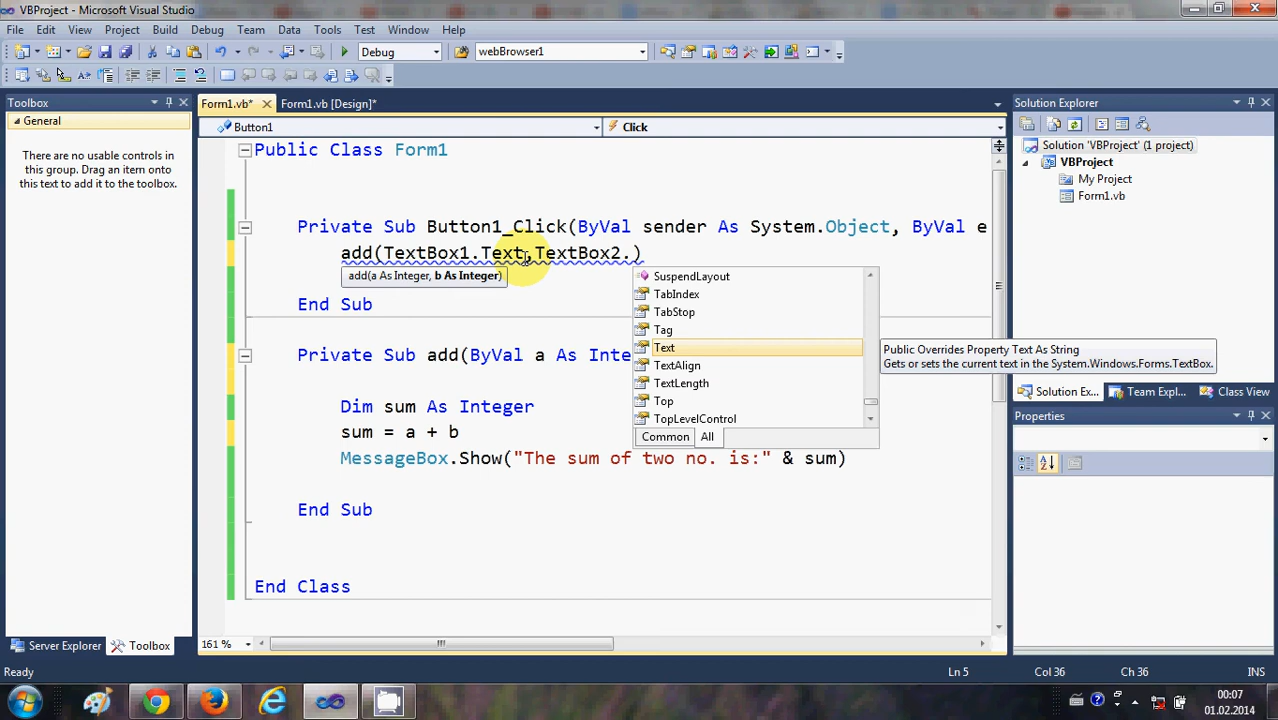 VBProject - Microsoft Visual Studio
File Edit View Project Build Debug Team Data Tools Test Window Help
Debug webBrowser1
Toolbox
General
There are no usable controls in
this group. Drag an item onto
this text to add it to the toolbox.
Server Explorer Toolbox
Form1.vb* Form1.vb [Design]*
Button1 Click
Public Class Form1
Private Sub Button1_Click(ByVal sender As System.Object, ByVal e
add(TextBox1.Text,TextBox2.)
add(a As Integer, b As Integer)
End Sub
Private Sub add(ByVal a As Inte
Dim sum As Integer
sum = a + b
MessageBox.Show("The sum of two no. is:" & sum)
End Sub
End Class
SuspendLayout
TabIndex
TabStop
Tag
Text
TextAlign
TextLength
Top
TopLevelControl
Common All
Public Overrides Property Text As String
Gets or sets the current text in the System.Windows.Forms.TextBox.
161 %
Solution Explorer
Solution 'VBProject' (1 project)
VBProject
My Project
Form1.vb
Solution Ex... Team Expl... Class View
Properties
Ready Ln 5 Col 36 Ch 36 INS
00:07
01.02.2014